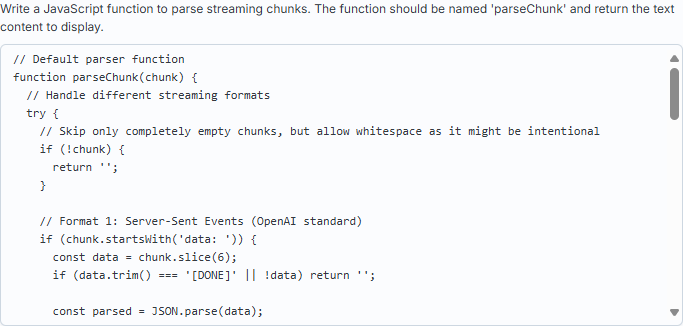 Write a JavaScript function to parse streaming chunks. The function should be named 'parseChunk' and return the text
content to display.
// Default parser function
function parseChunk(chunk) {
  // Handle different streaming formats
  try {
    // Skip only completely empty chunks, but allow whitespace as it might be intentional
    if (!chunk) {
      return '';
    }

    // Format 1: Server-Sent Events (OpenAI standard)
    if (chunk.startsWith('data: ')) {
      const data = chunk.slice(6);
      if (data.trim() === '[DONE]' || !data) return '';

      const parsed = JSON.parse(data);